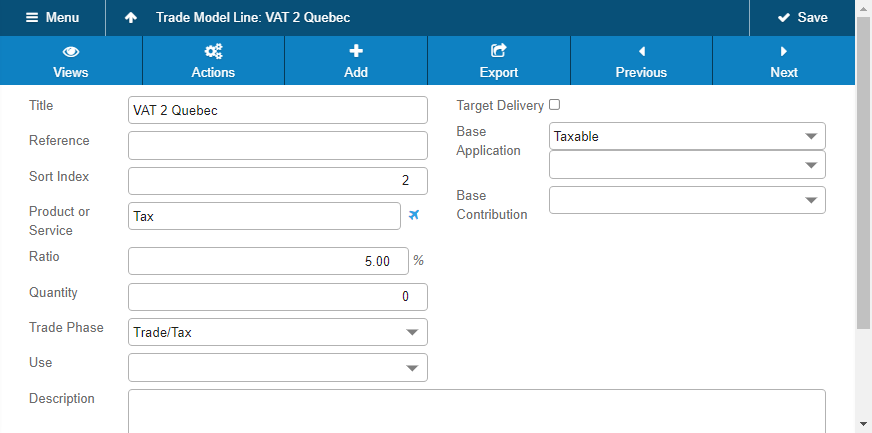 Menu
Trade Model Line: VAT 2 Quebec
Save
Views
Actions
Add
Export
Previous
Next
Title
VAT 2 Quebec
Reference
Sort Index
2
Product or
Service
Tax
Ratio
5.00 %
Quantity
0
Trade Phase
Trade/Tax
Use
Description
Target Delivery
Base
Application
Taxable
Base
Contribution